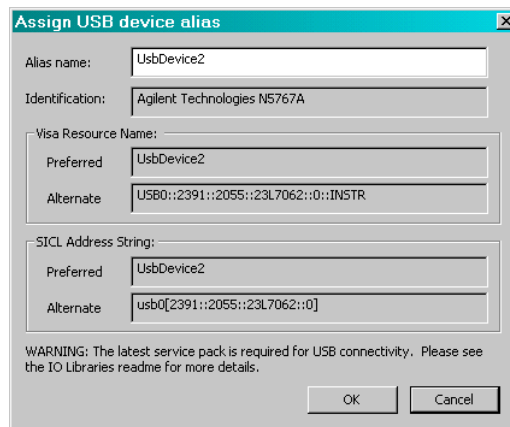 Assign USB device alias
Alias name: UsbDevice2
Identification: Agilent Technologies N5767A
Visa Resource Name:
Preferred UsbDevice2
Alternate USB0::2391::2055::23L7062::0::INSTR
SICL Address String:
Preferred UsbDevice2
Alternate usb0[2391::2055::23L7062::0]
WARNING: The latest service pack is required for USB connectivity. Please see
the IO Libraries readme for more details.
OK Cancel